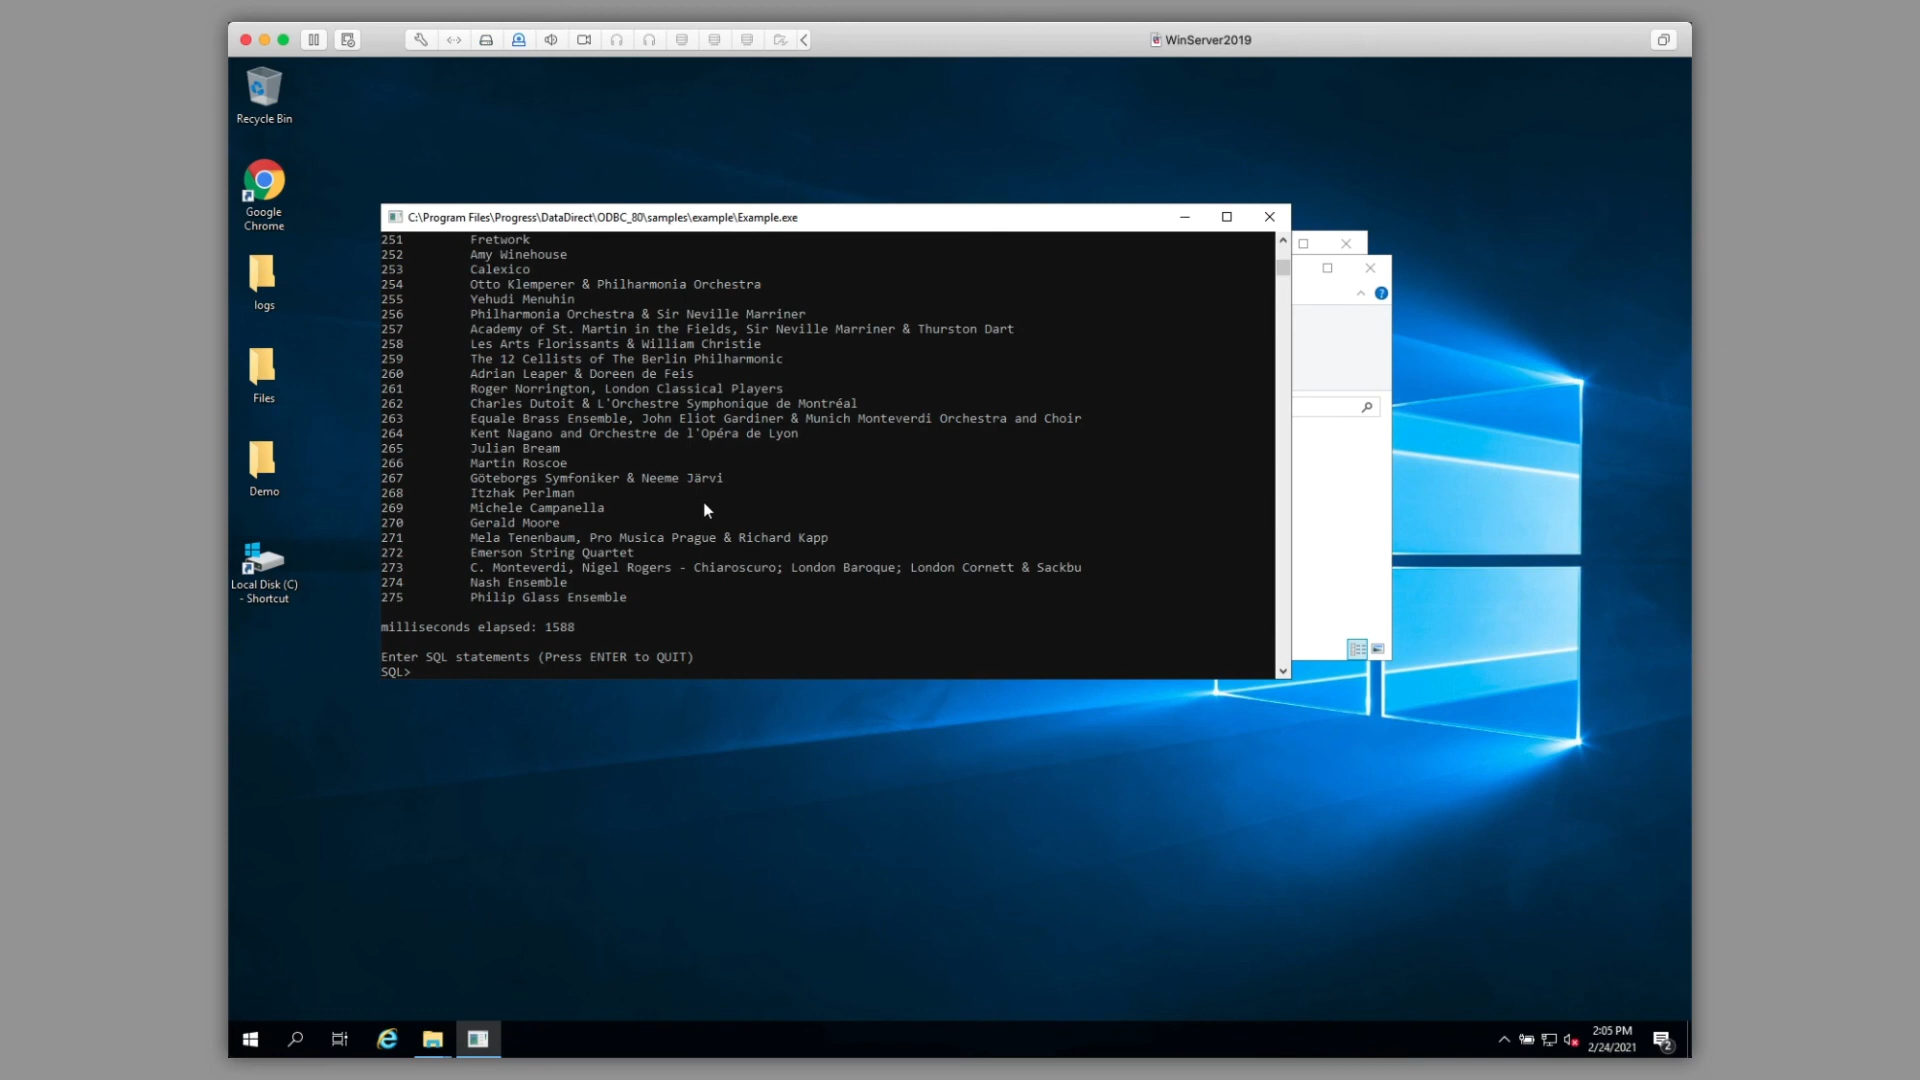 WinServer2019
Recycle Bin
Google
Chrome
logs
Files
Demo
Local Disk (C)
- Shortcut
C:\Program Files\Progress\DataDirect\ODBC_80\samples\example\Example.exe
251 Fretwork
252 Amy Winehouse
253 Calexico
254 Otto Klemperer & Philharmonia Orchestra
255 Yehudi Menuhin
256 Philharmonia Orchestra & Sir Neville Marriner
257 Academy of St. Martin in the Fields, Sir Neville Marriner & Thurston Dart
258 Les Arts Florissants & William Christie
259 The 12 Cellists of The Berlin Philharmonic
260 Adrian Leaper & Doreen de Feis
261 Roger Norrington, London Classical Players
262 Charles Dutoit & L'Orchestre Symphonique de Montréal
263 Equale Brass Ensemble, John Eliot Gardiner & Munich Monteverdi Orchestra and Choir
264 Kent Nagano and Orchestre de l'Opéra de Lyon
265 Julian Bream
266 Martin Roscoe
267 Göteborgs Symfoniker & Neeme Järvi
268 Itzhak Perlman
269 Michele Campanella
270 Gerald Moore
271 Mela Tenenbaum, Pro Musica Prague & Richard Kapp
272 Emerson String Quartet
273 C. Monteverdi, Nigel Rogers - Chiaroscuro; London Baroque; London Cornett & Sackbu
274 Nash Ensemble
275 Philip Glass Ensemble
milliseconds elapsed: 1588
Enter SQL statements (Press ENTER to QUIT)
SQL>
2:05 PM
2/24/2021
2